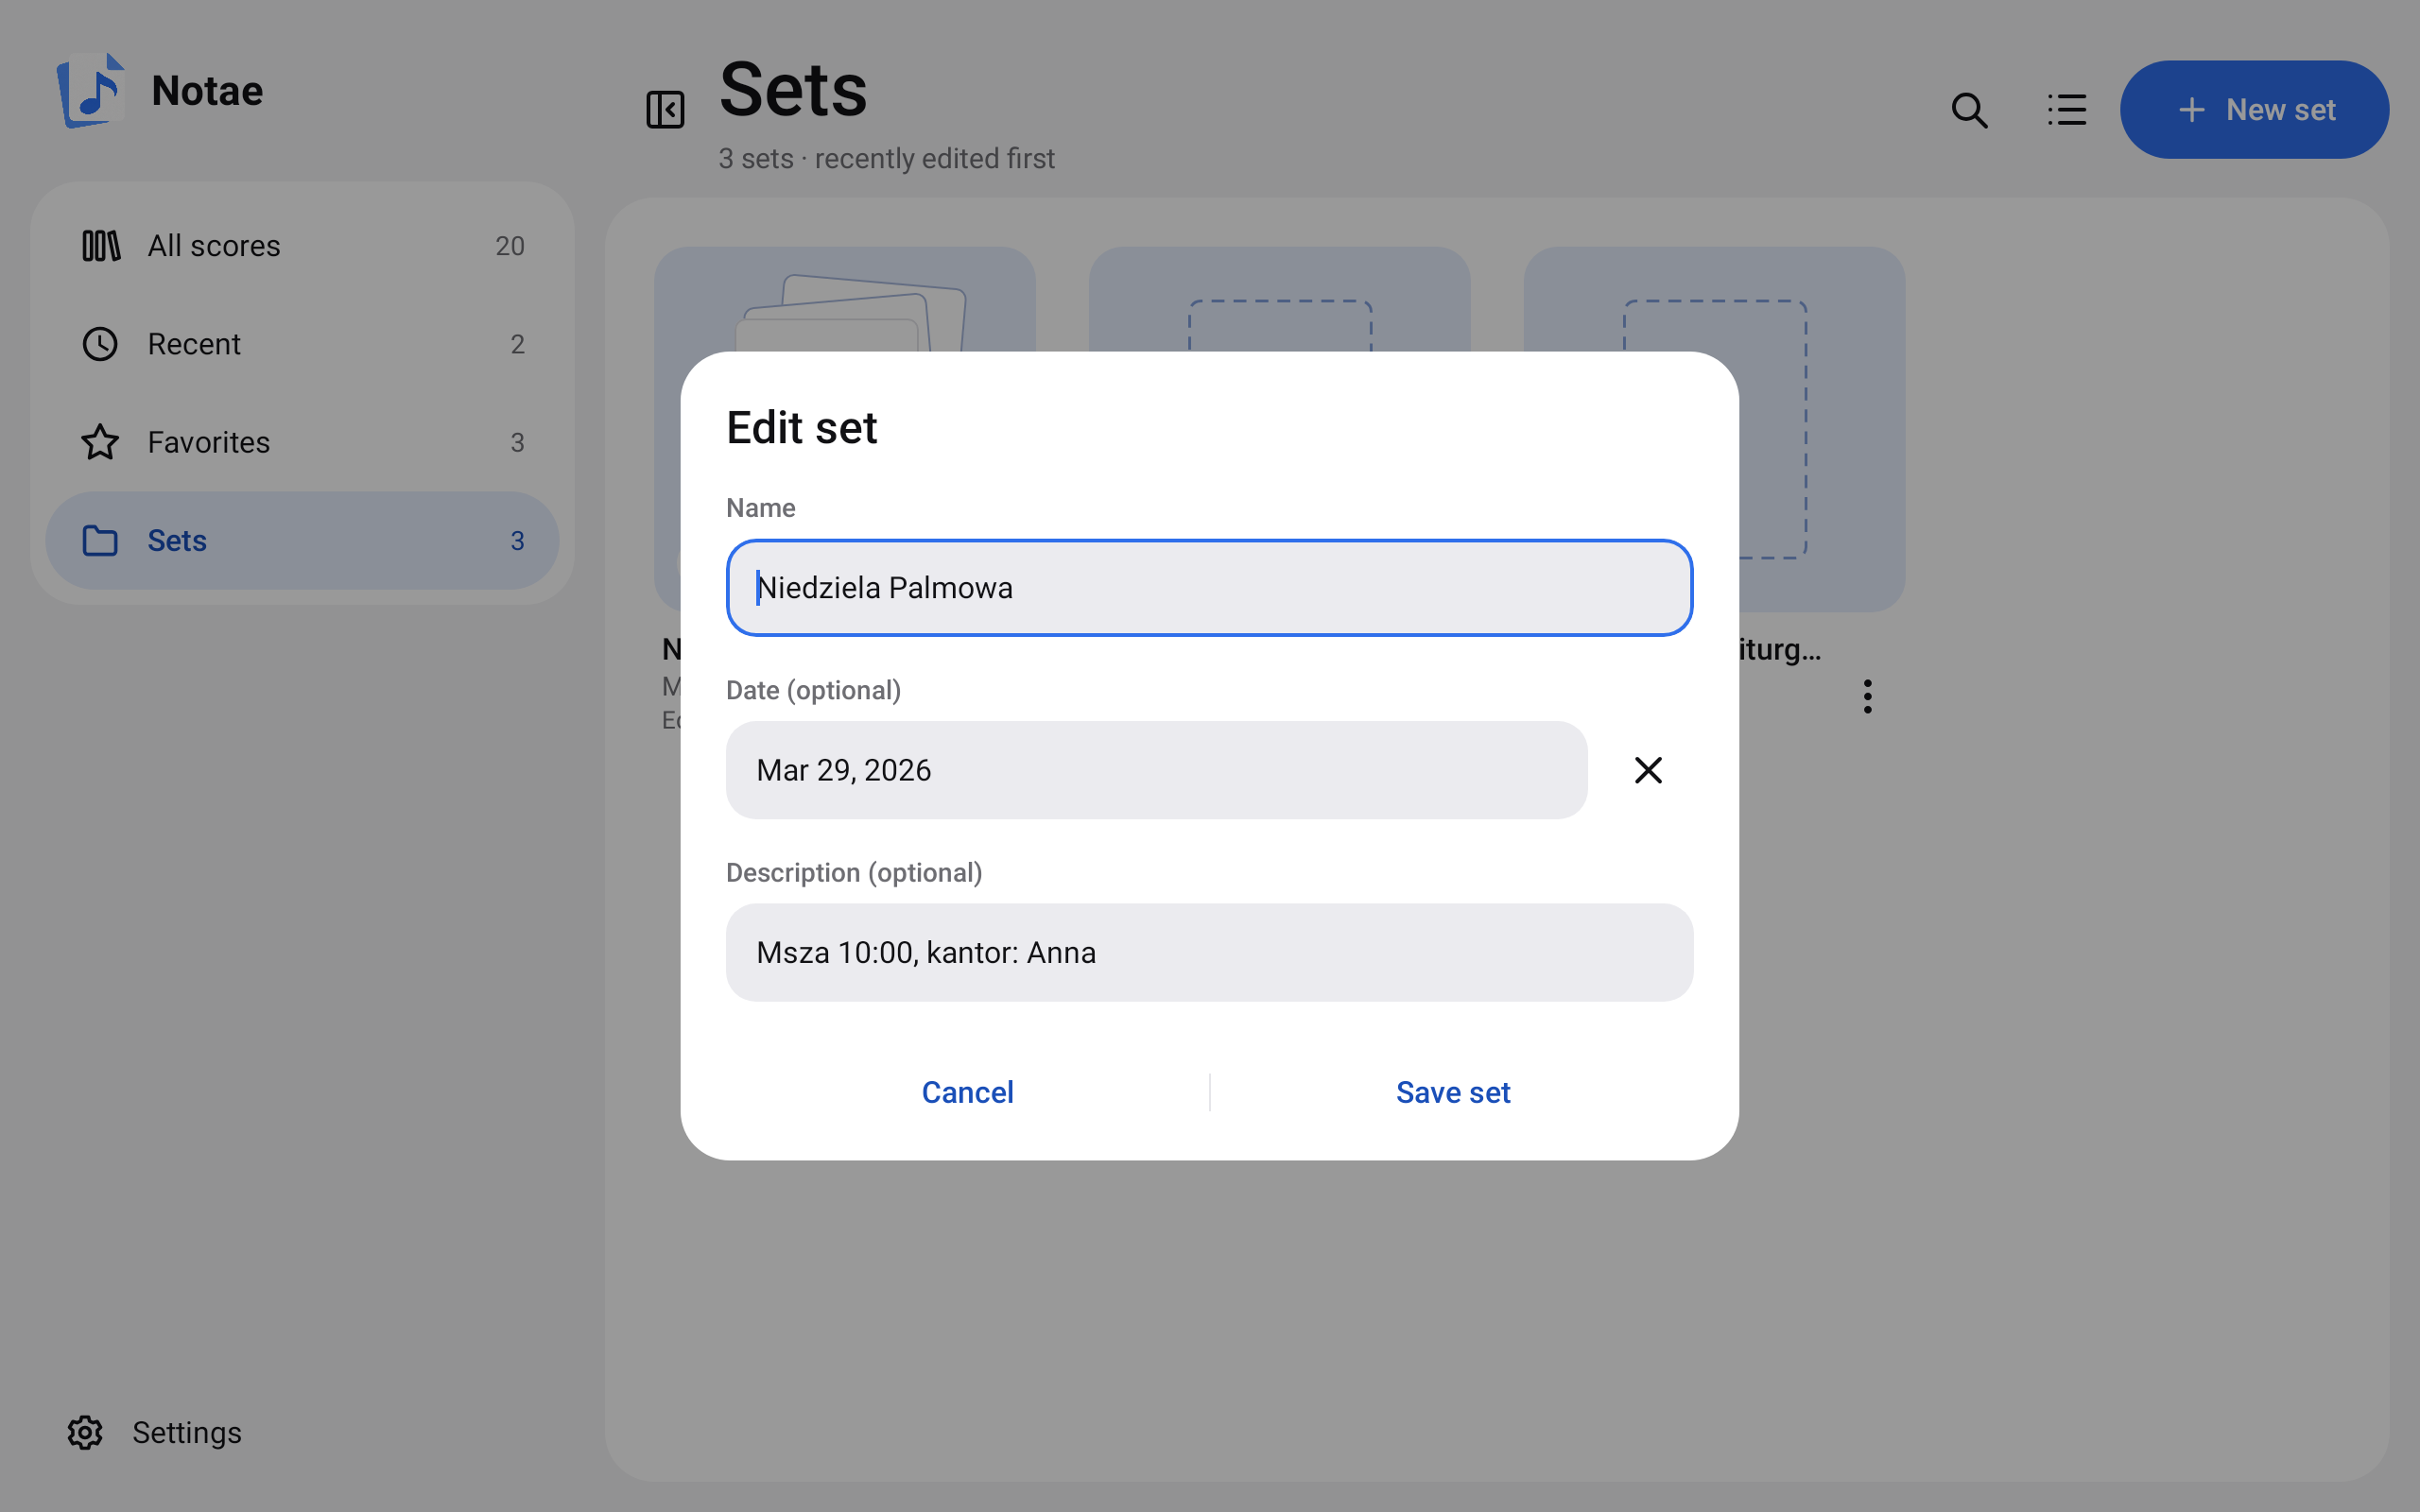 Notae
All scores 20
Recent 2
Favorites 3
Sets 3
Settings
Sets
3 sets · recently edited first
New set
iturg...
Edit set
Name
Niedziela Palmowa
Date (optional)
Mar 29, 2026
Description (optional)
Msza 10:00, kantor: Anna
Cancel
Save set